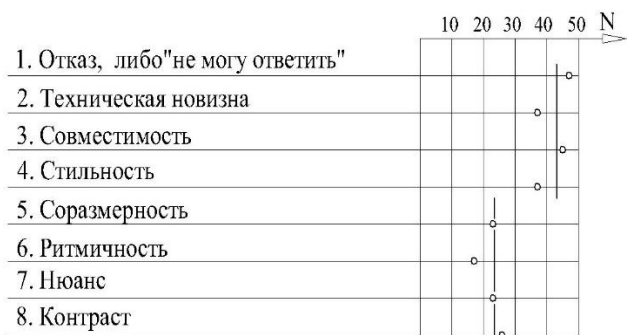 10 20 30 40 50 N
1. Отказ, либо"не могу ответить"
2. Техническая новизна
3. Совместимость
4. Стильность
5. Соразмерность
6. Ритмичность
7. Нюанс
8. Контраст